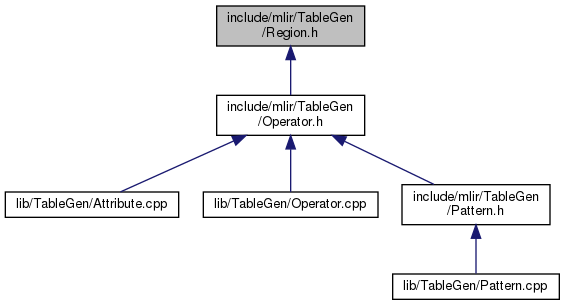 include/mlir/TableGen
/Region.h
include/mlir/TableGen
/Operator.h
lib/TableGen/Attribute.cpp
lib/TableGen/Operator.cpp
include/mlir/TableGen
/Pattern.h
lib/TableGen/Pattern.cpp